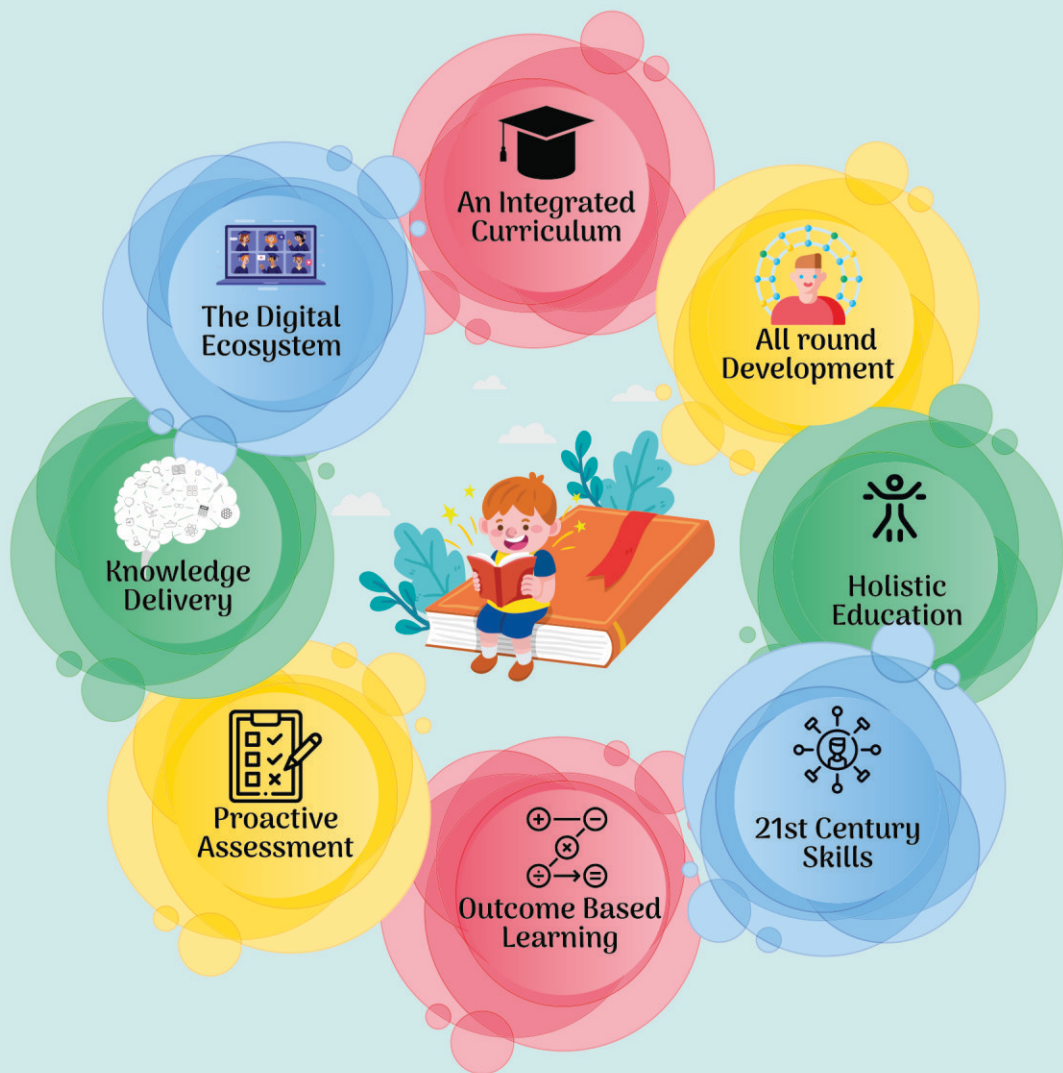 An Integrated
Curriculum
All round
Development
Holistic
Education
21st Century
Skills
Outcome Based
Learning
Proactive
Assessment
Knowledge
Delivery
The Digital
Ecosystem